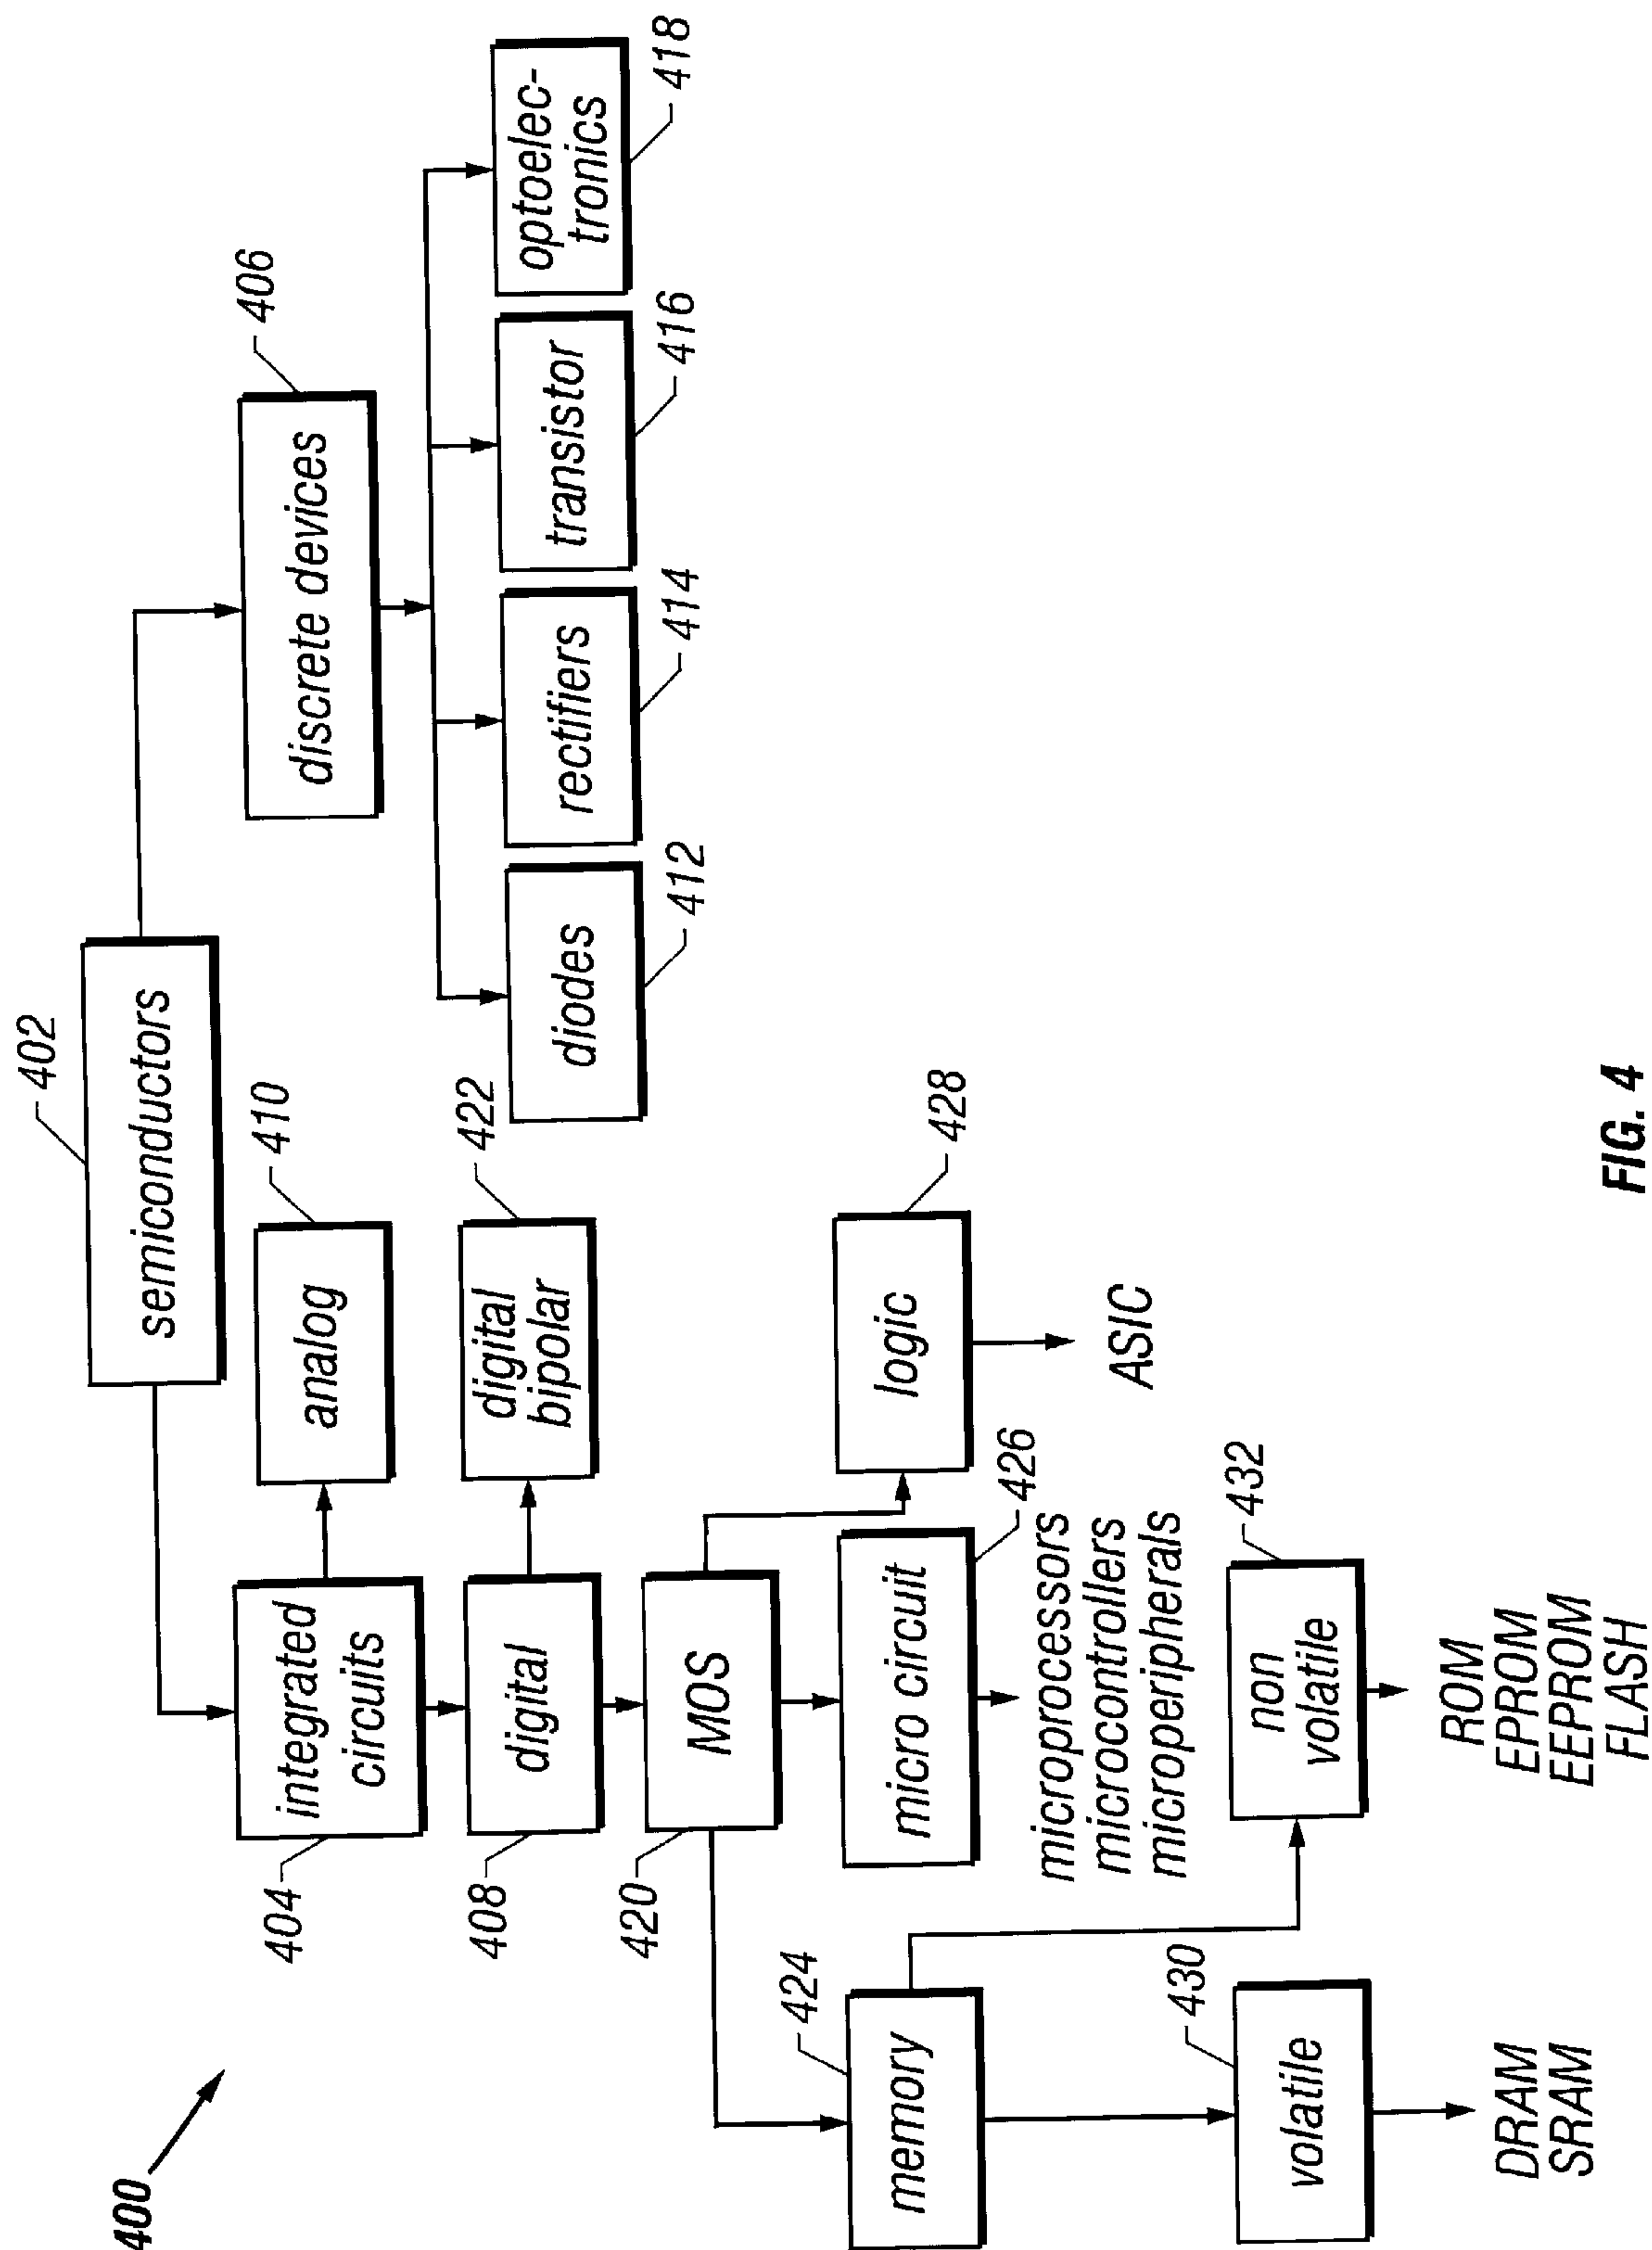 400
402
semiconductors
406
discrete devices
404
integrated
circuits
410
analog
408
digital
422
digital
bipolar
diodes
412
rectifiers
414
transistor
416
optoelec-
tronics
418
420
MOS
424
memory
micro circuit
426
logic
428
microprocessors
microcontrollers
microperipherals
ASIC
430
volatile
432
non
volatile
DRAM
SRAM
ROM
EPROM
EEPROM
FLASH
FIG. 4